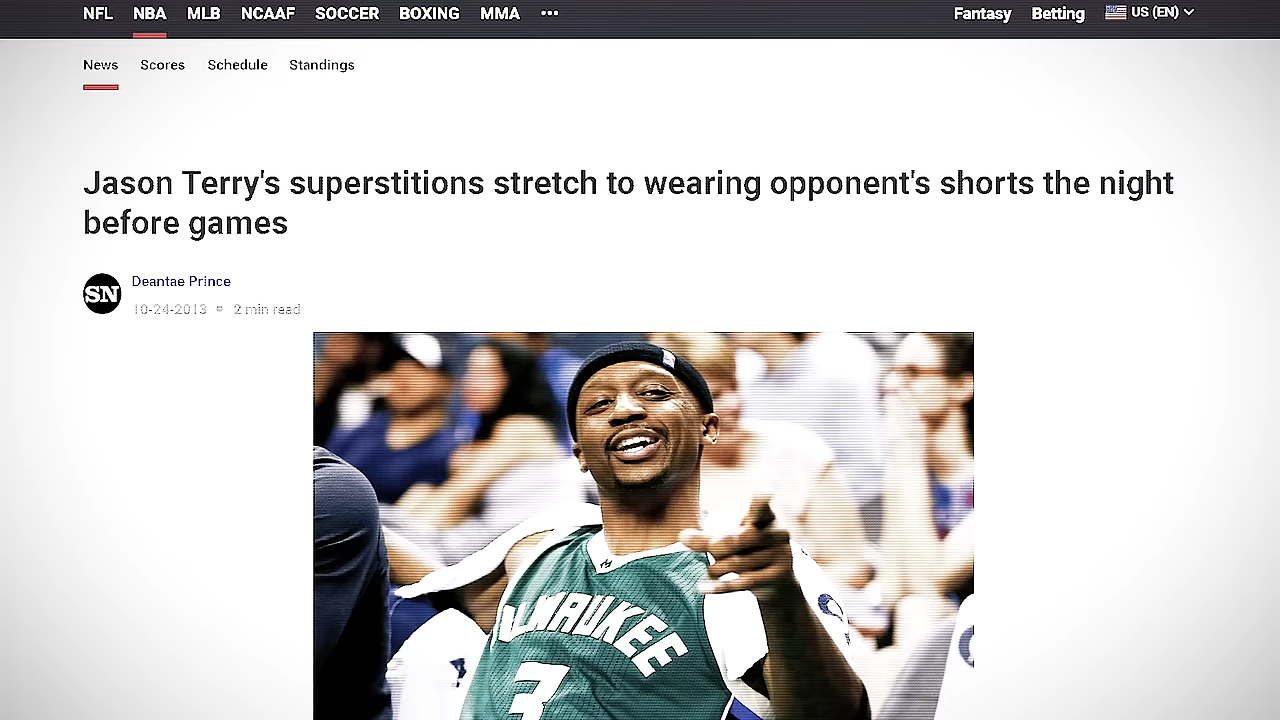 NFL NBA MLB NCAAF SOCCER BOXING MMA ••• Fantasy Betting US (EN)
News Scores Schedule Standings
Jason Terry's superstitions stretch to wearing opponent's shorts the night
before games
SN
Deantae Prince
10-24-2013 • 2 min read
MILWAUKEE